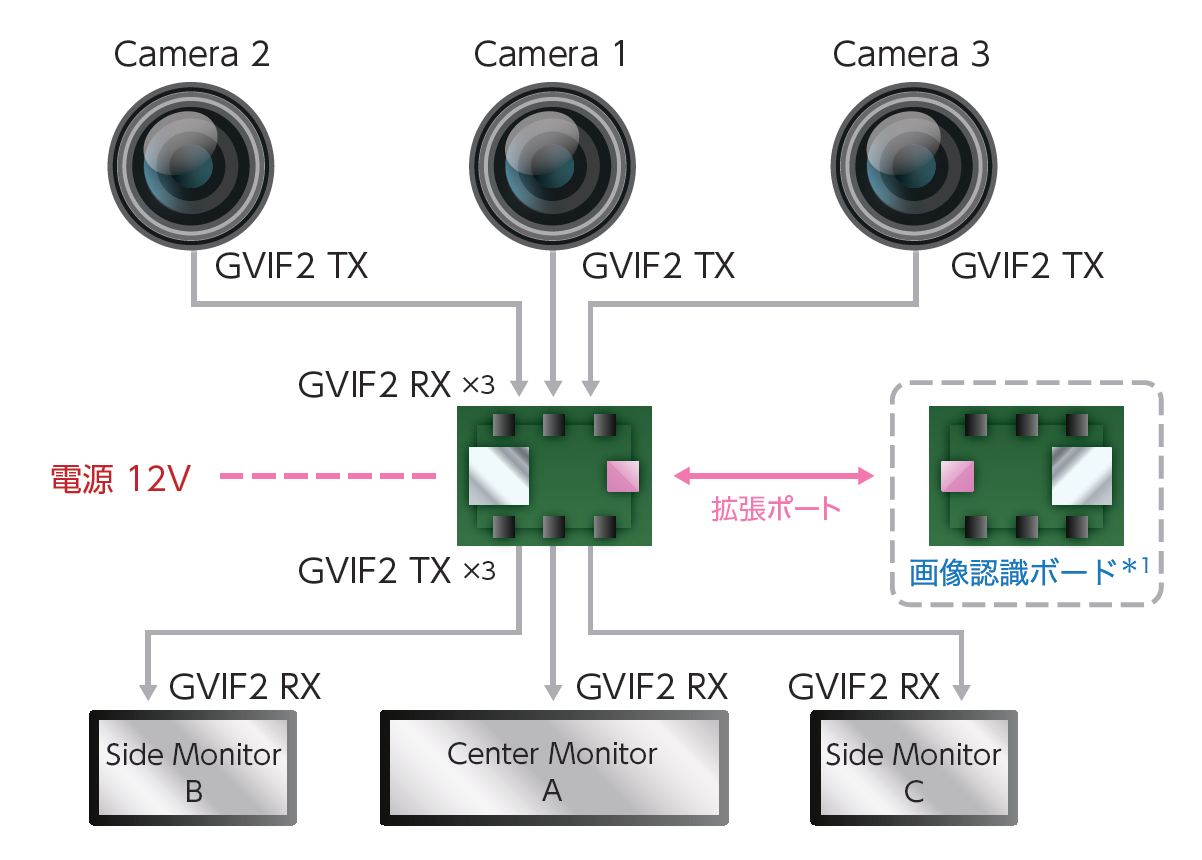 Camera 2
Camera 1
Camera 3
GVIF2 TX
GVIF2 TX
GVIF2 TX
GVIF2 RX ×3
電源 12V
拡張ポート
GVIF2 TX ×3
画像認識ボード*1
GVIF2 RX
GVIF2 RX
GVIF2 RX
Side Monitor
B
Center Monitor
A
Side Monitor
C